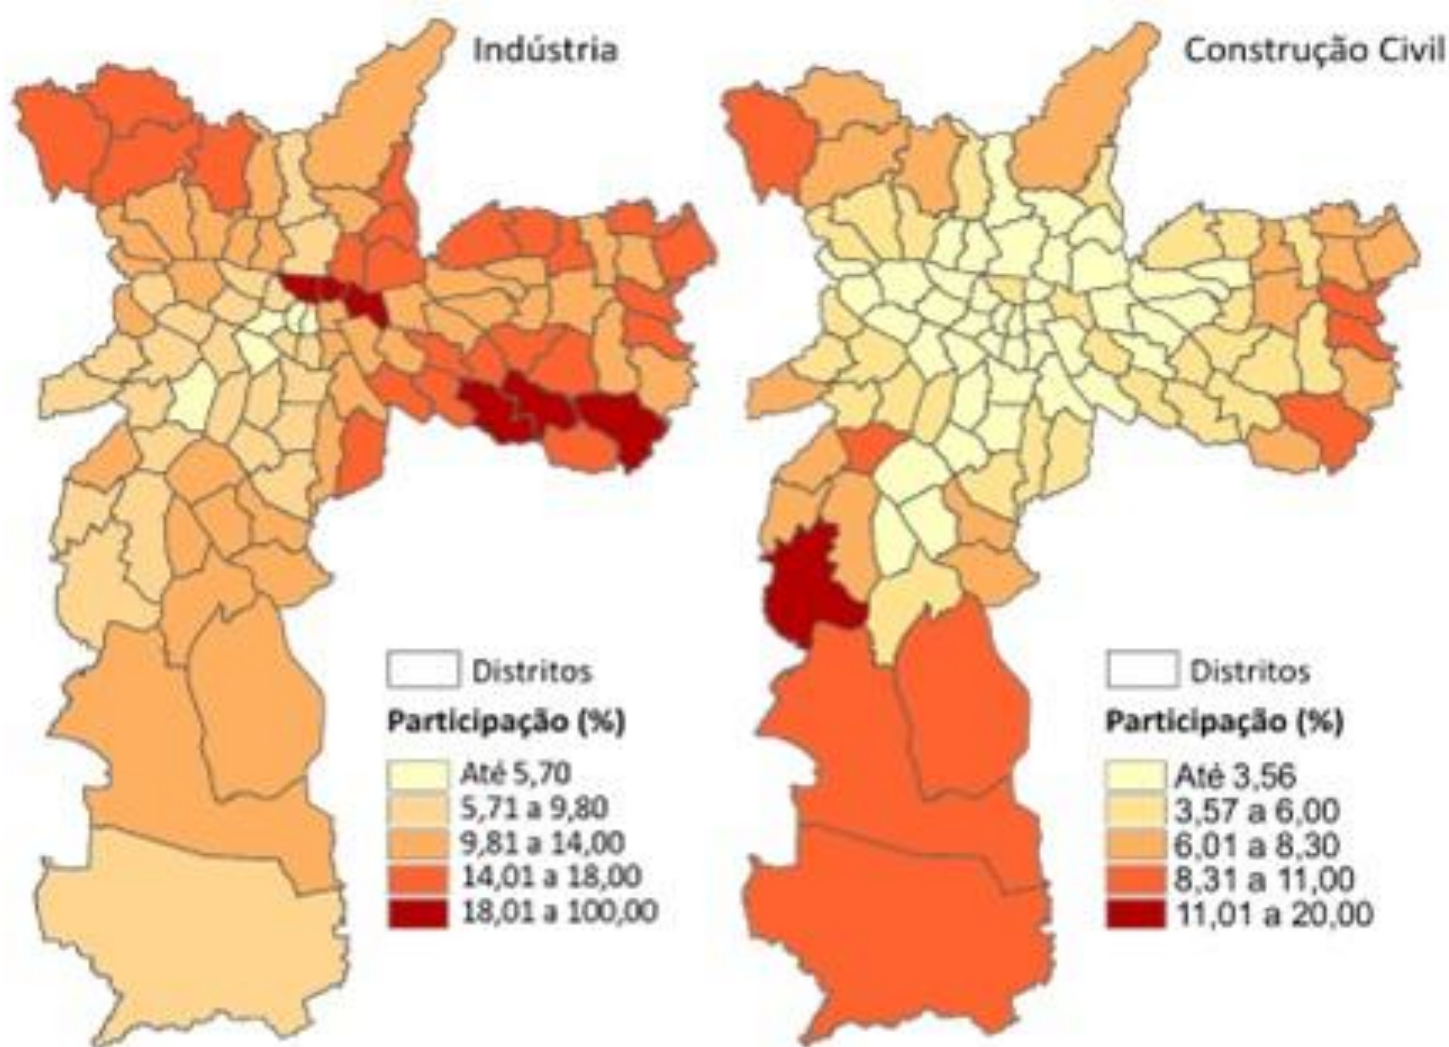 Indústria
Distritos
Participação (%)
Até 5,70
5,71 a 9,80
9,81 a 14,00
14,01 a 18,00
18,01 a 100,00
Construção Civil
Distritos
Participação (%)
Até 3,56
3,57 a 6,00
6,01 a 8,30
8,31 a 11,00
11,01 a 20,00